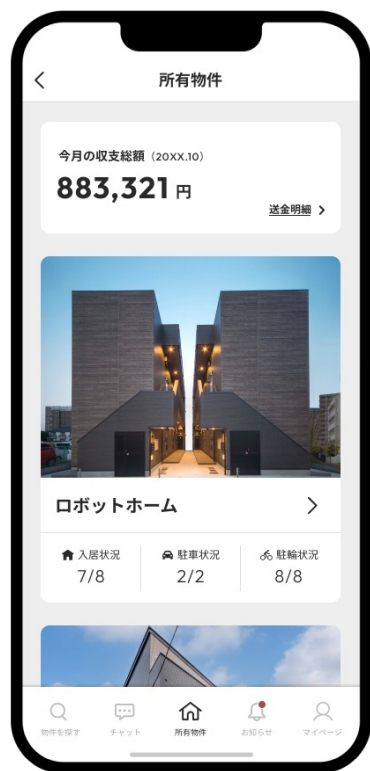 所有物件
今月の収支総額（20XX.10）
883,321 円
送金明細
ロボットホーム
入居状況 駐車状況 駐輪状況
7/8 2/2 8/8
物件を探す チャット 所有物件 お知らせ マイページ